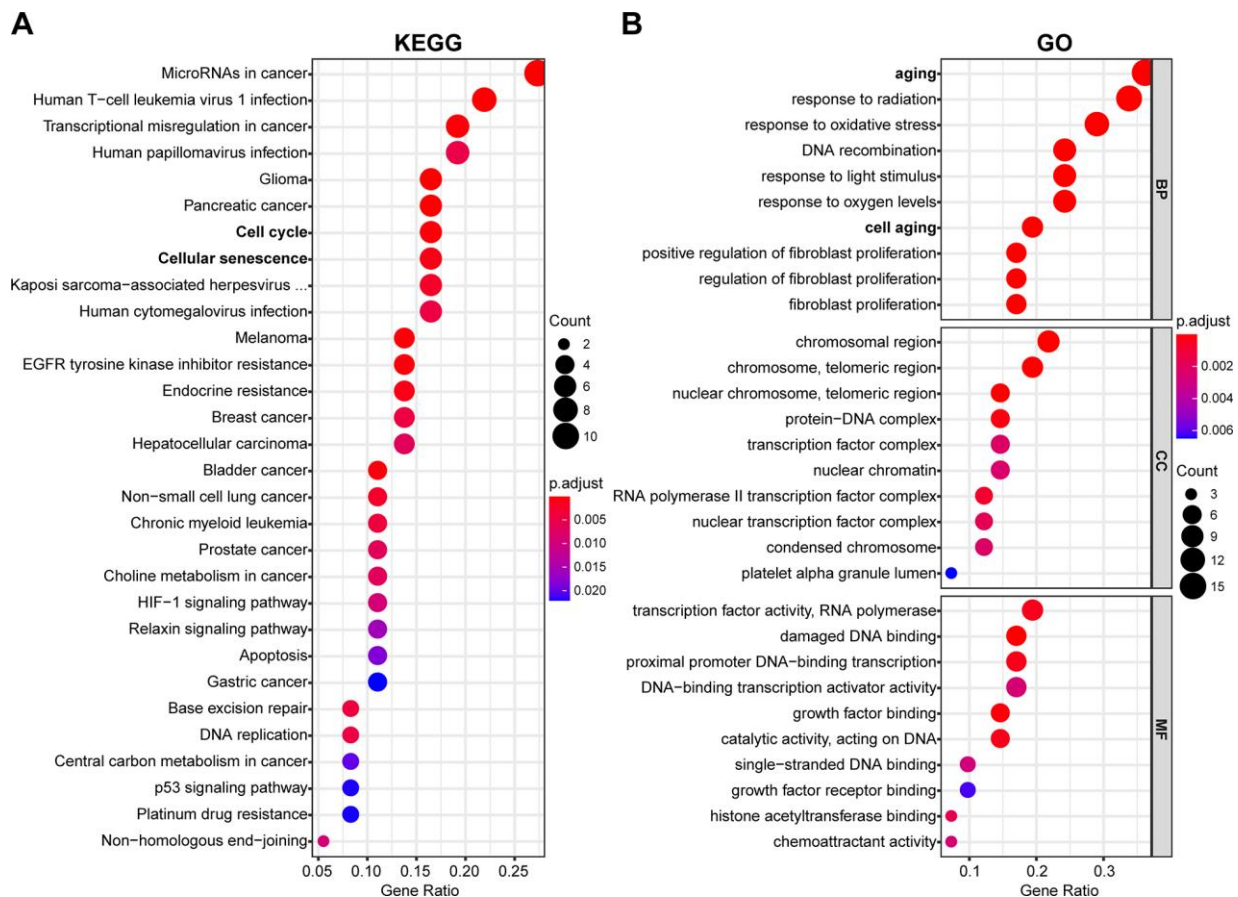 A
KEGG
MicroRNAs in cancer
Human T−cell leukemia virus 1 infection
Transcriptional misregulation in cancer
Human papillomavirus infection
Glioma
Pancreatic cancer
Cell cycle
Cellular senescence
Kaposi sarcoma−associated herpesvirus ...
Human cytomegalovirus infection
Melanoma
EGFR tyrosine kinase inhibitor resistance
Endocrine resistance
Breast cancer
Hepatocellular carcinoma
Bladder cancer
Non−small cell lung cancer
Chronic myeloid leukemia
Prostate cancer
Choline metabolism in cancer
HIF−1 signaling pathway
Relaxin signaling pathway
Apoptosis
Gastric cancer
Base excision repair
DNA replication
Central carbon metabolism in cancer
p53 signaling pathway
Platinum drug resistance
Non−homologous end−joining
0.05 0.10 0.15 0.20 0.25
Gene Ratio
Count
2
4
6
8
10
p.adjust
0.005
0.010
0.015
0.020
B
GO
aging
response to radiation
response to oxidative stress
DNA recombination
response to light stimulus
response to oxygen levels
cell aging
positive regulation of fibroblast proliferation
regulation of fibroblast proliferation
fibroblast proliferation
BP
chromosomal region
chromosome, telomeric region
nuclear chromosome, telomeric region
protein−DNA complex
transcription factor complex
nuclear chromatin
RNA polymerase II transcription factor complex
nuclear transcription factor complex
condensed chromosome
platelet alpha granule lumen
CC
transcription factor activity, RNA polymerase
damaged DNA binding
proximal promoter DNA−binding transcription
DNA−binding transcription activator activity
growth factor binding
catalytic activity, acting on DNA
single−stranded DNA binding
growth factor receptor binding
histone acetyltransferase binding
chemoattractant activity
MF
0.1 0.2 0.3
Gene Ratio
p.adjust
0.002
0.004
0.006
Count
3
6
9
12
15